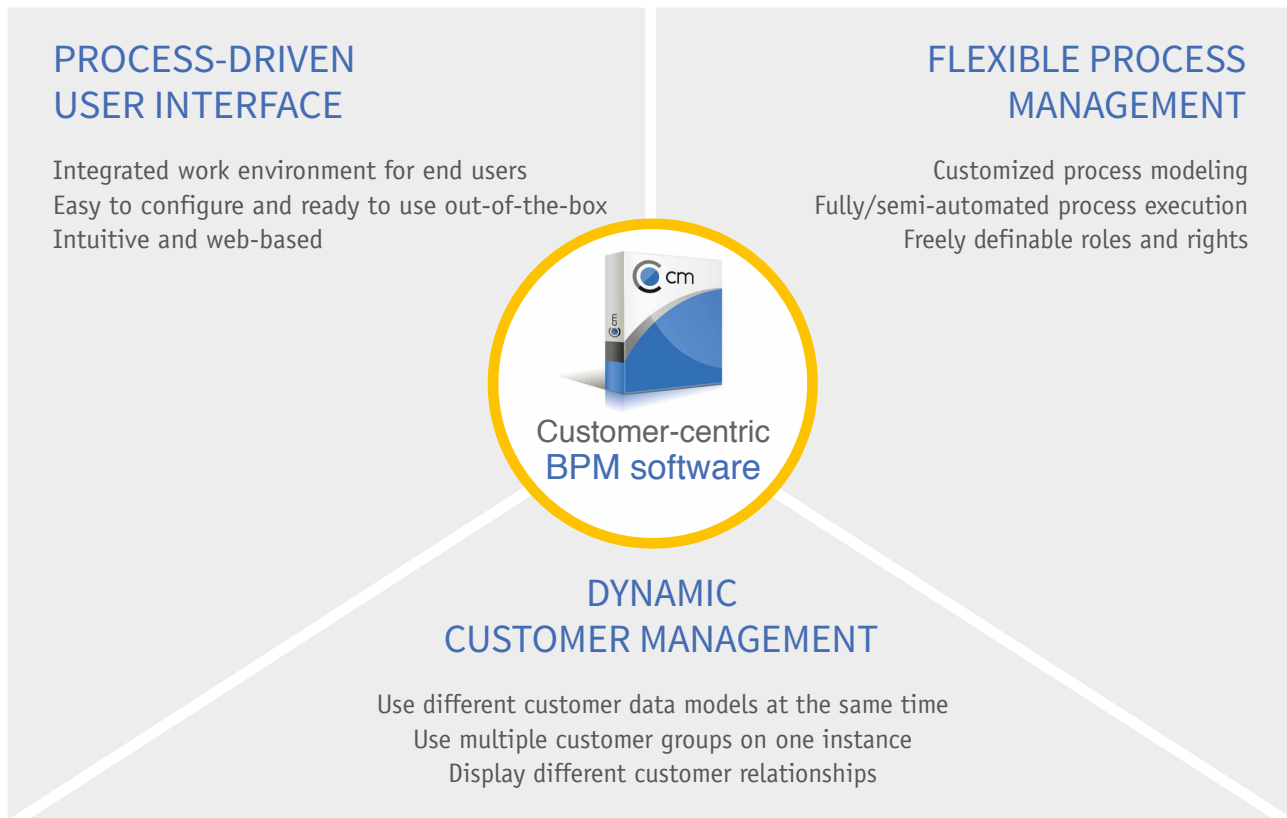 PROCESS-DRIVEN
USER INTERFACE
Integrated work environment for end users
Easy to configure and ready to use out-of-the-box
Intuitive and web-based
FLEXIBLE PROCESS
MANAGEMENT
Customized process modeling
Fully/semi-automated process execution
Freely definable roles and rights
cm
cm
Customer-centric
BPM software
DYNAMIC
CUSTOMER MANAGEMENT
Use different customer data models at the same time
Use multiple customer groups on one instance
Display different customer relationships